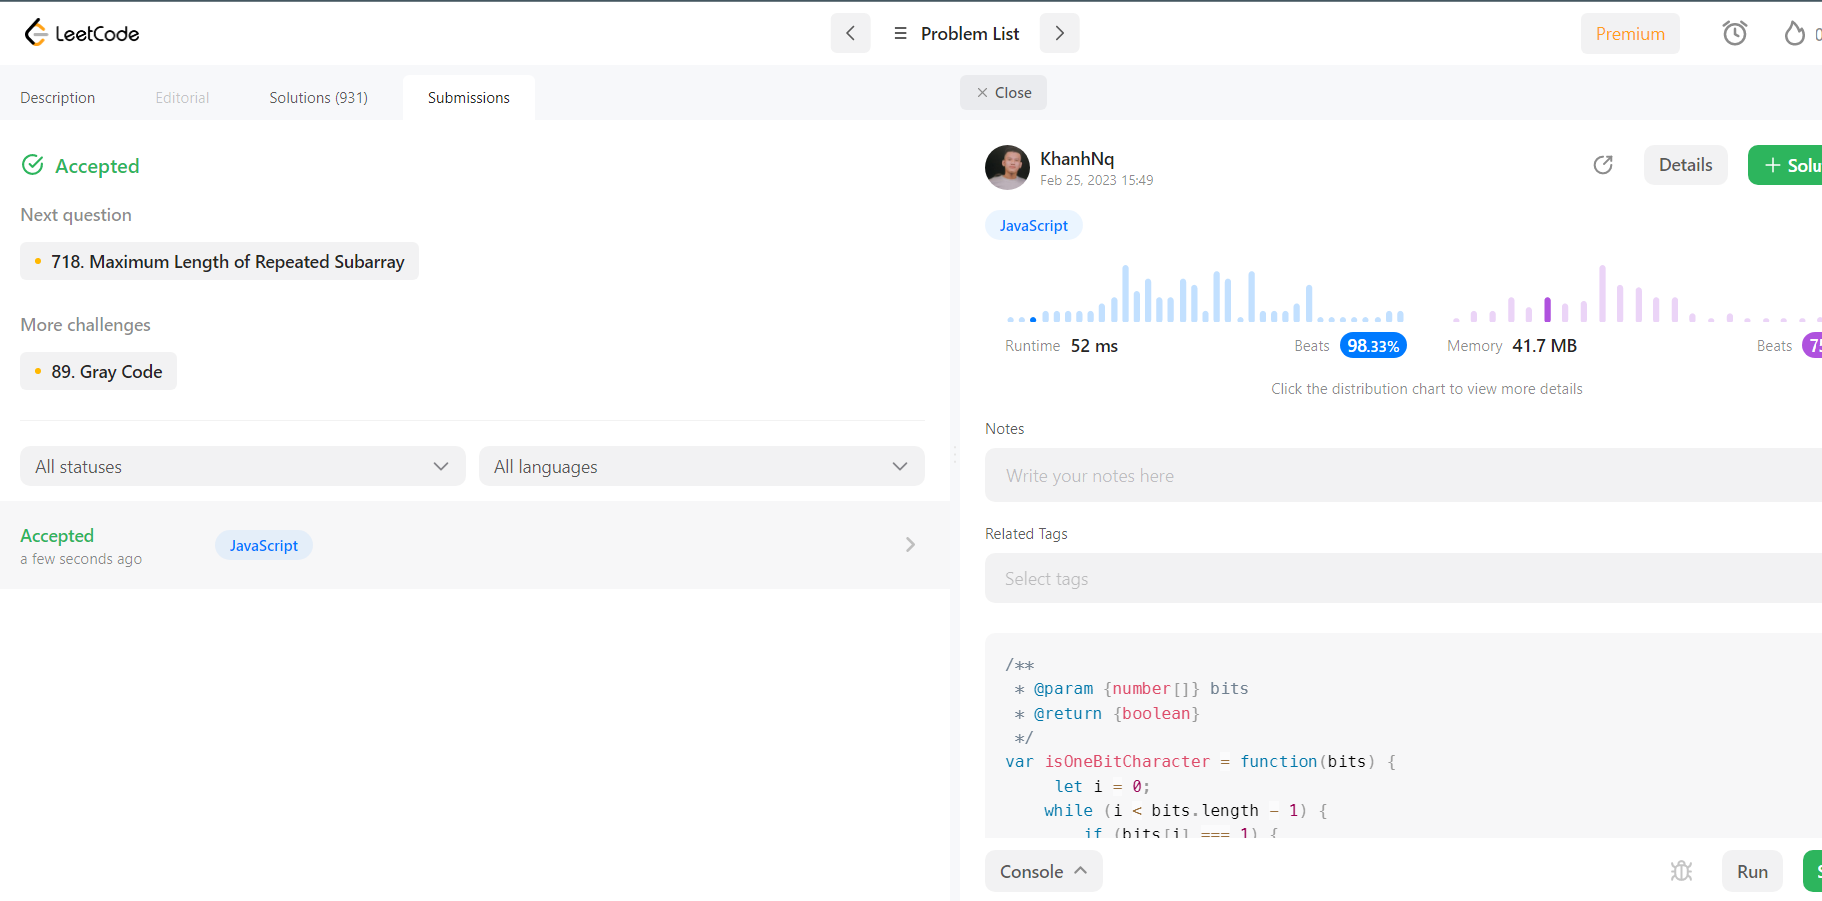 LeetCode
Problem List
Premium
0
Description
Editorial
Solutions (931)
Submissions
Close
Accepted
Next question
718. Maximum Length of Repeated Subarray
More challenges
89. Gray Code
All statuses
All languages
Accepted
a few seconds ago
JavaScript
KhanhNq
Feb 25, 2023 15:49
Details
+ Solu
JavaScript
Runtime 52 ms
Beats 98.33%
Memory 41.7 MB
Beats 75
Click the distribution chart to view more details
Notes
Write your notes here
Related Tags
Select tags
/**
 * @param {number[]} bits
 * @return {boolean}
 */
var isOneBitCharacter = function(bits) {
     let i = 0;
    while (i < bits.length - 1) {
        if (bits[i] === 1) {
Console
Run